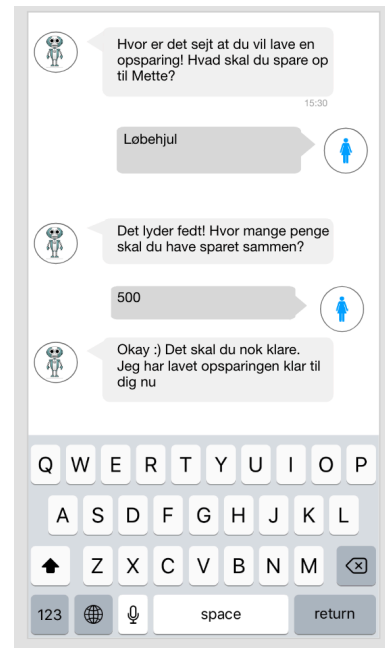 Hvor er det sejt at du vil lave en
opsparing! Hvad skal du spare op
til Mette?
15:30
Løbehjul
Det lyder fedt! Hvor mange penge
skal du have sparet sammen?
500
Okay :) Det skal du nok klare.
Jeg har lavet opsparingen klar til
dig nu
Q W E R T Y U I O P
A S D F G H J K L
Z X C V B N M
123 space return